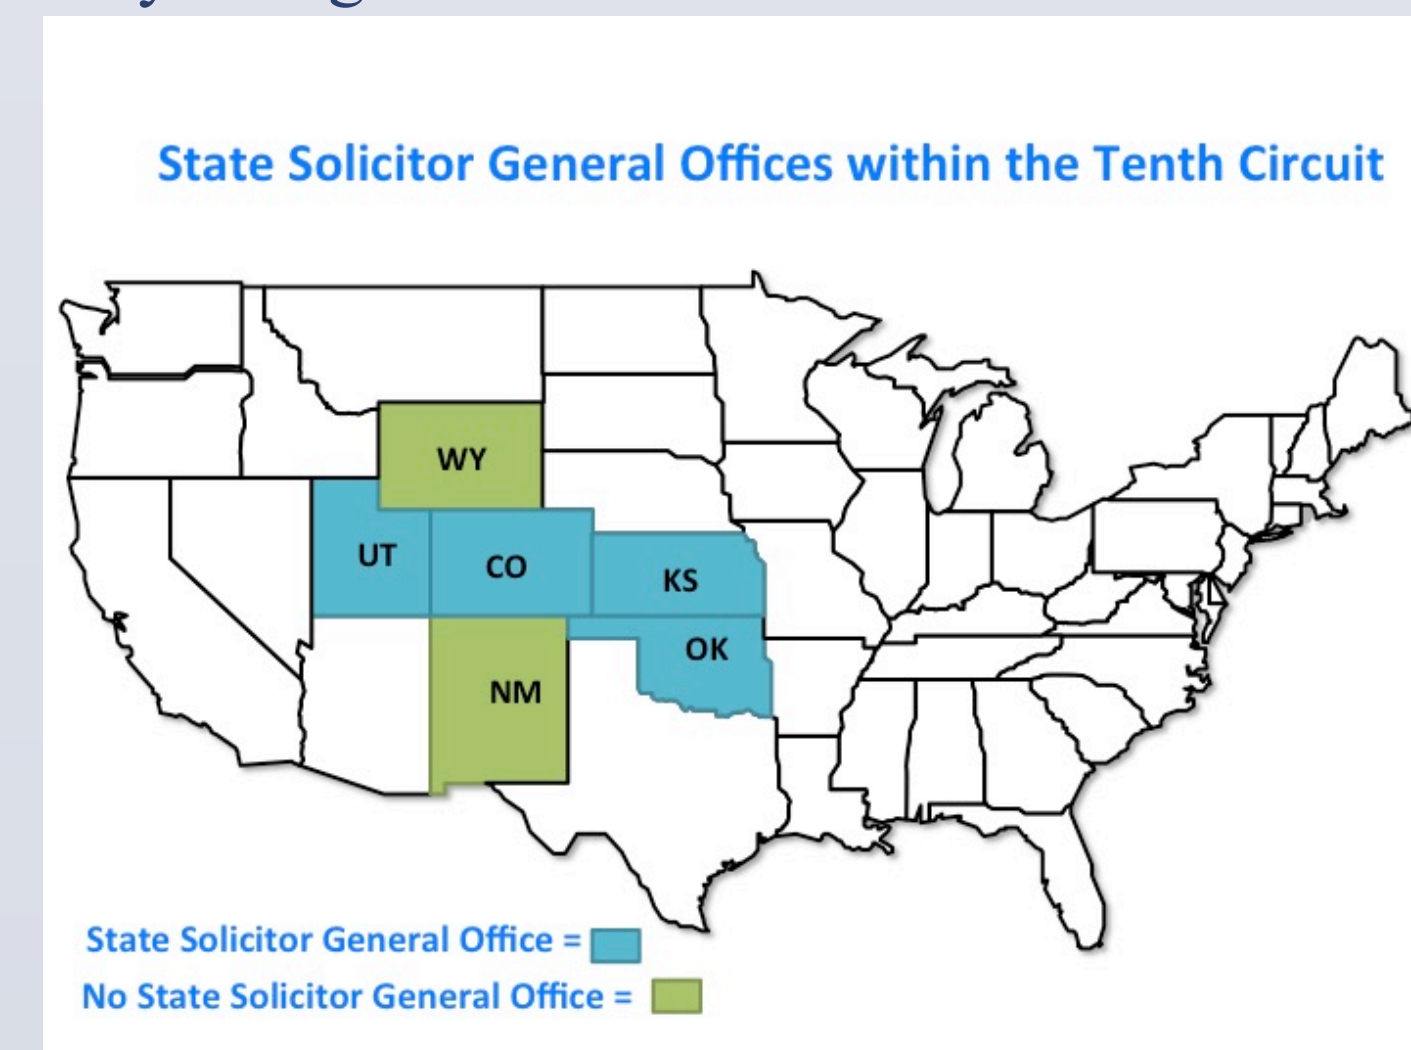 State Solicitor General Offices within the Tenth Circuit
WY
UT
CO
KS
OK
NM
State Solicitor General Office =
No State Solicitor General Office =